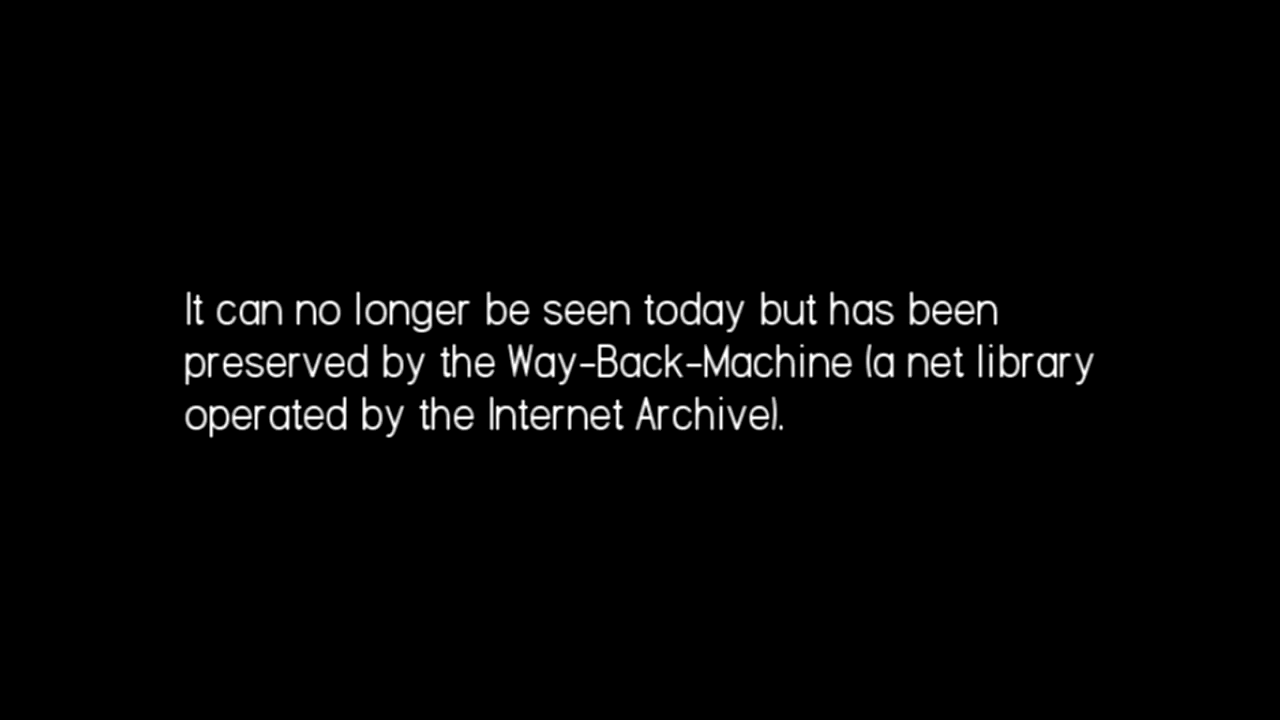 It can no longer be seen today but has been
preserved by the Way-Back-Machine (a net library
operated by the Internet Archive).